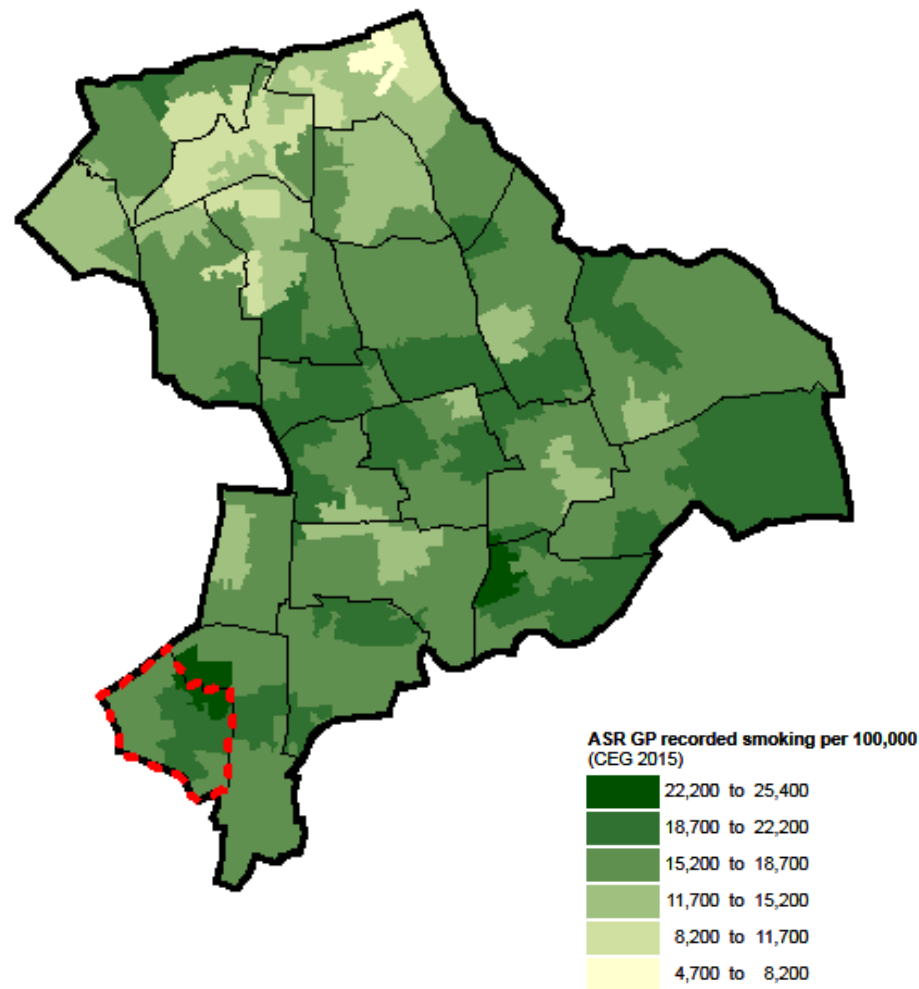 ASR GP recorded smoking per 100,000
(CEG 2015)
22,200 to 25,400
18,700 to 22,200
15,200 to 18,700
11,700 to 15,200
8,200 to 11,700
4,700 to 8,200